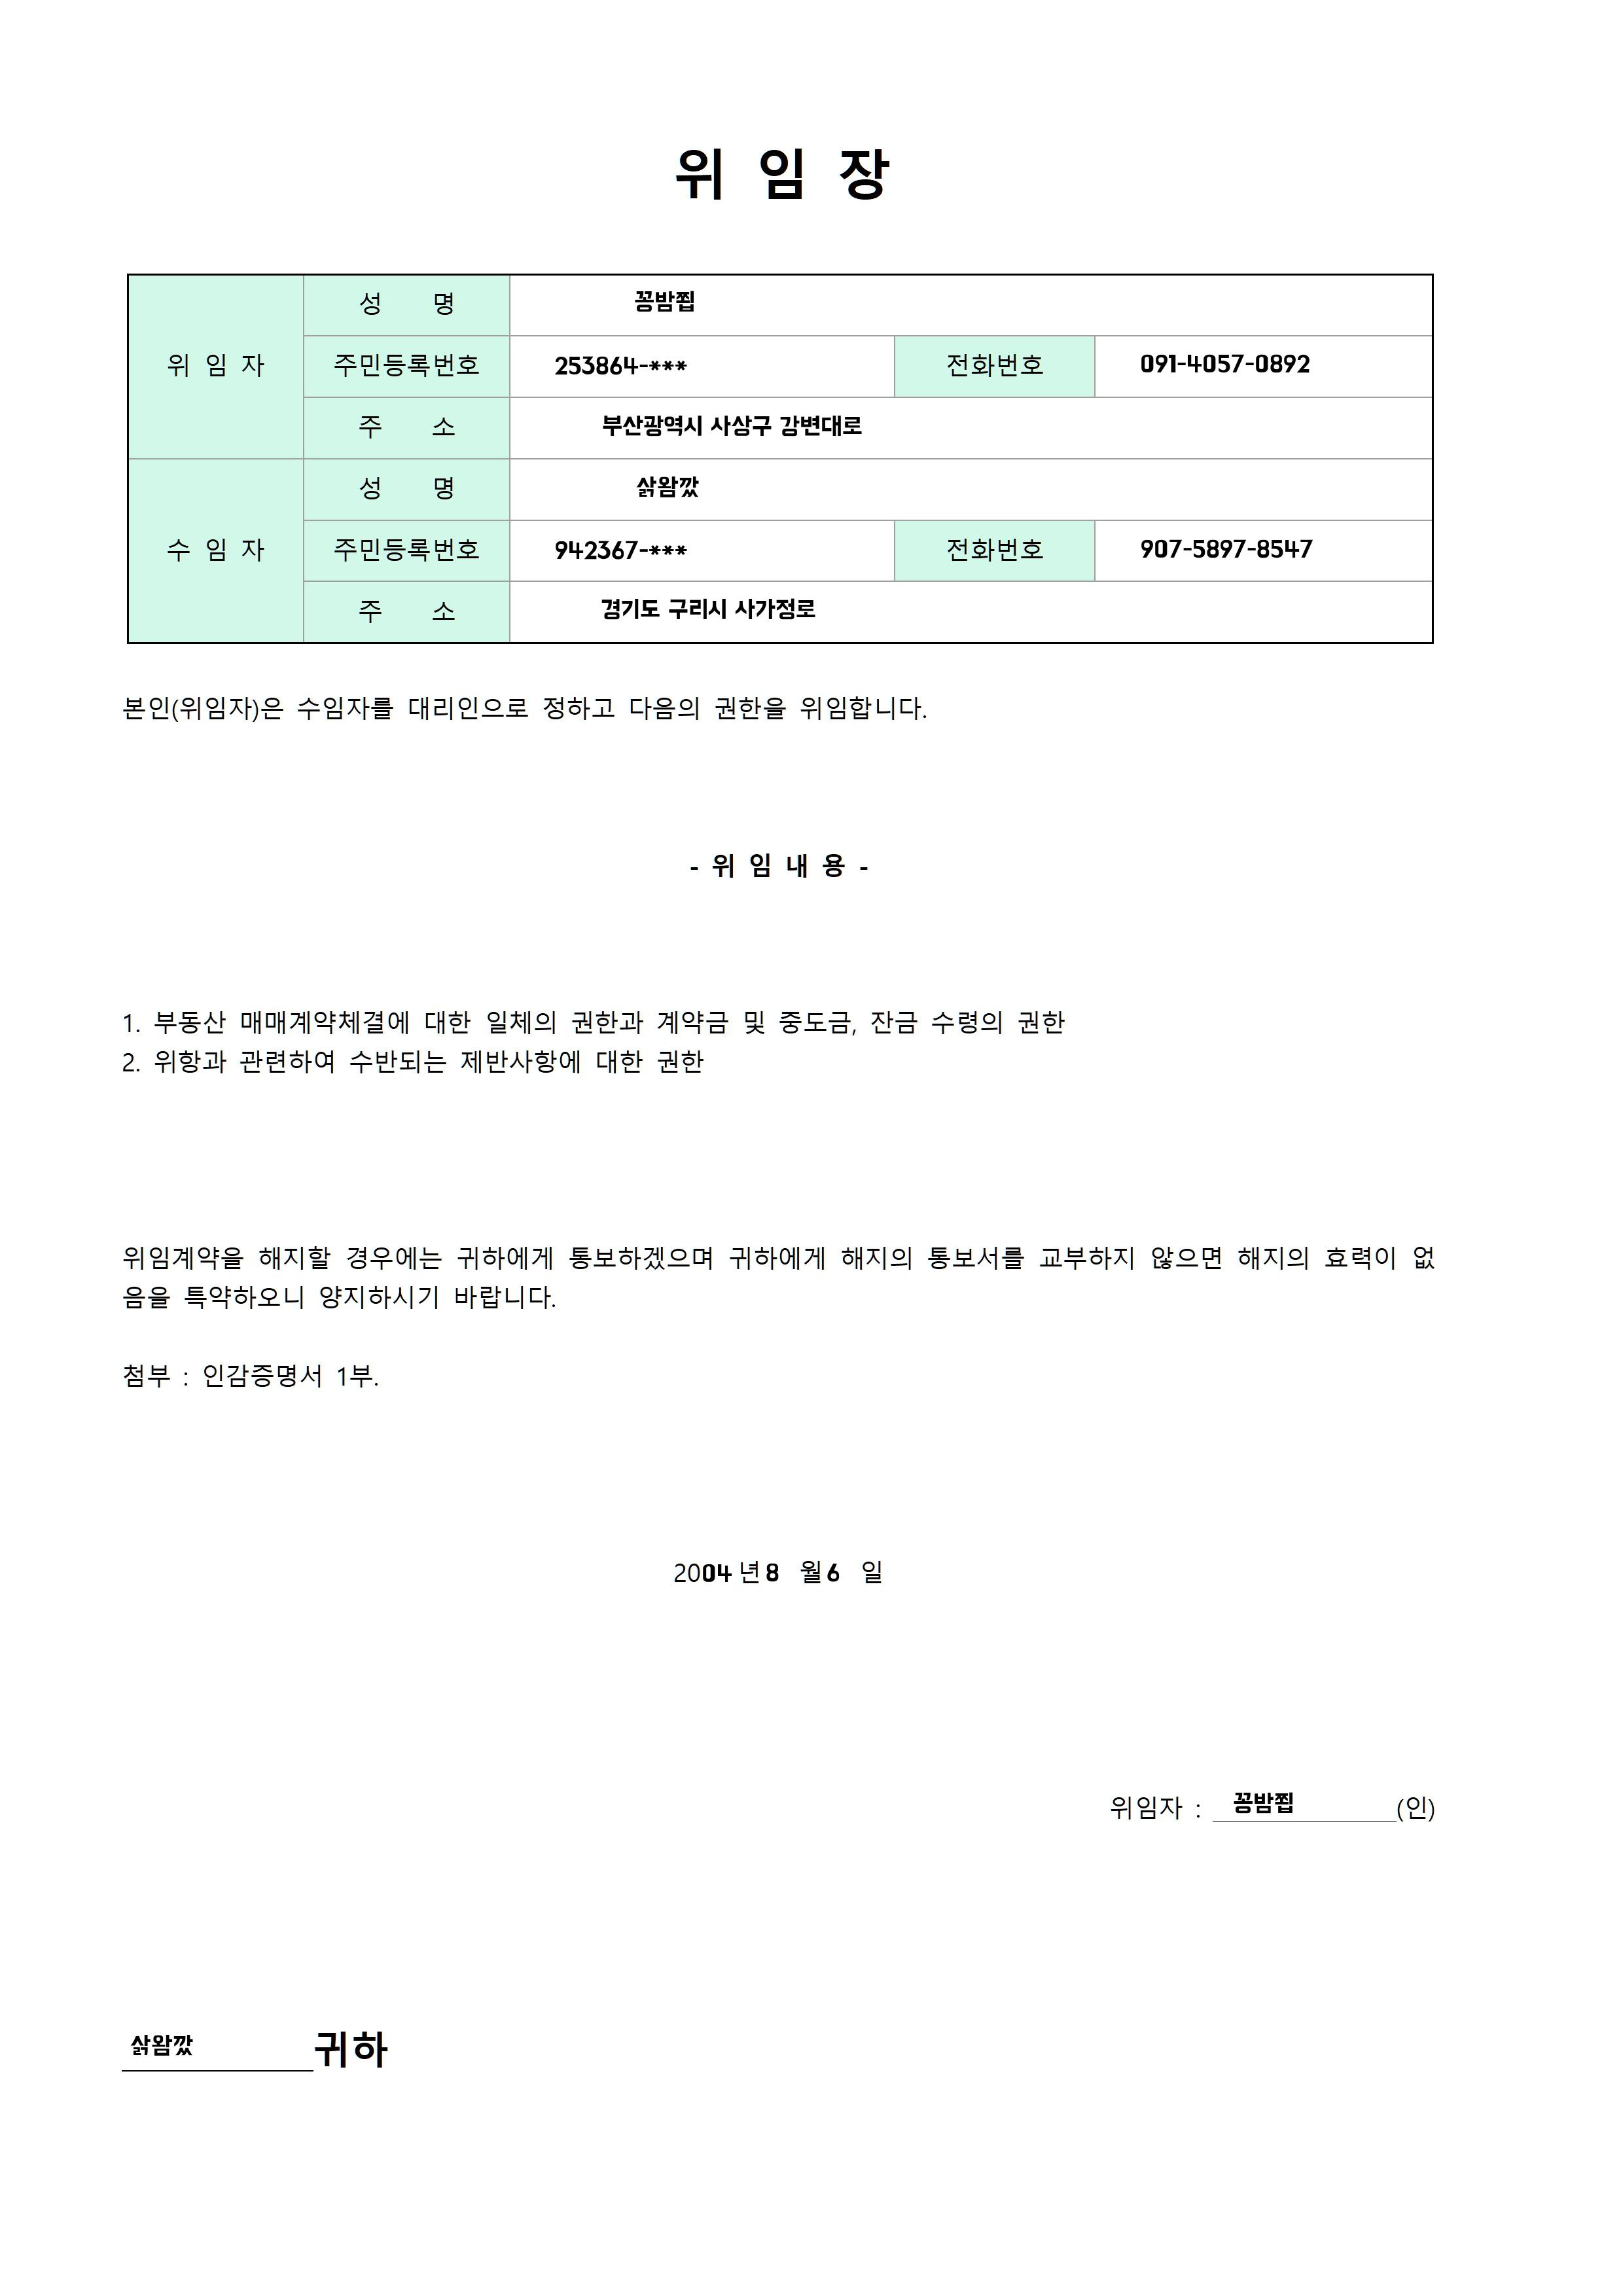 위 임 장
위 임 자
성 명 꽁밤찝
주민등록번호 253864-*** 전화번호 091-4057-0892
주 소 부산광역시 사상구 강변대로
수 임 자
성 명 삵왐깠
주민등록번호 942367-*** 전화번호 907-5897-8547
주 소 경기도 구리시 사가정로
본인(위임자)은 수임자를 대리인으로 정하고 다음의 권한을 위임합니다.
- 위 임 내 용 -
1. 부동산 매매계약체결에 대한 일체의 권한과 계약금 및 중도금, 잔금 수령의 권한
2. 위항과 관련하여 수반되는 제반사항에 대한 권한
위임계약을 해지할 경우에는 귀하에게 통보하겠으며 귀하에게 해지의 통보서를 교부하지 않으면 해지의 효력이 없
음을 특약하오니 양지하시기 바랍니다.
첨부 : 인감증명서 1부.
2004년 8 월 6 일
위임자 : 꽁밤찝 (인)
삵왐깠 귀하